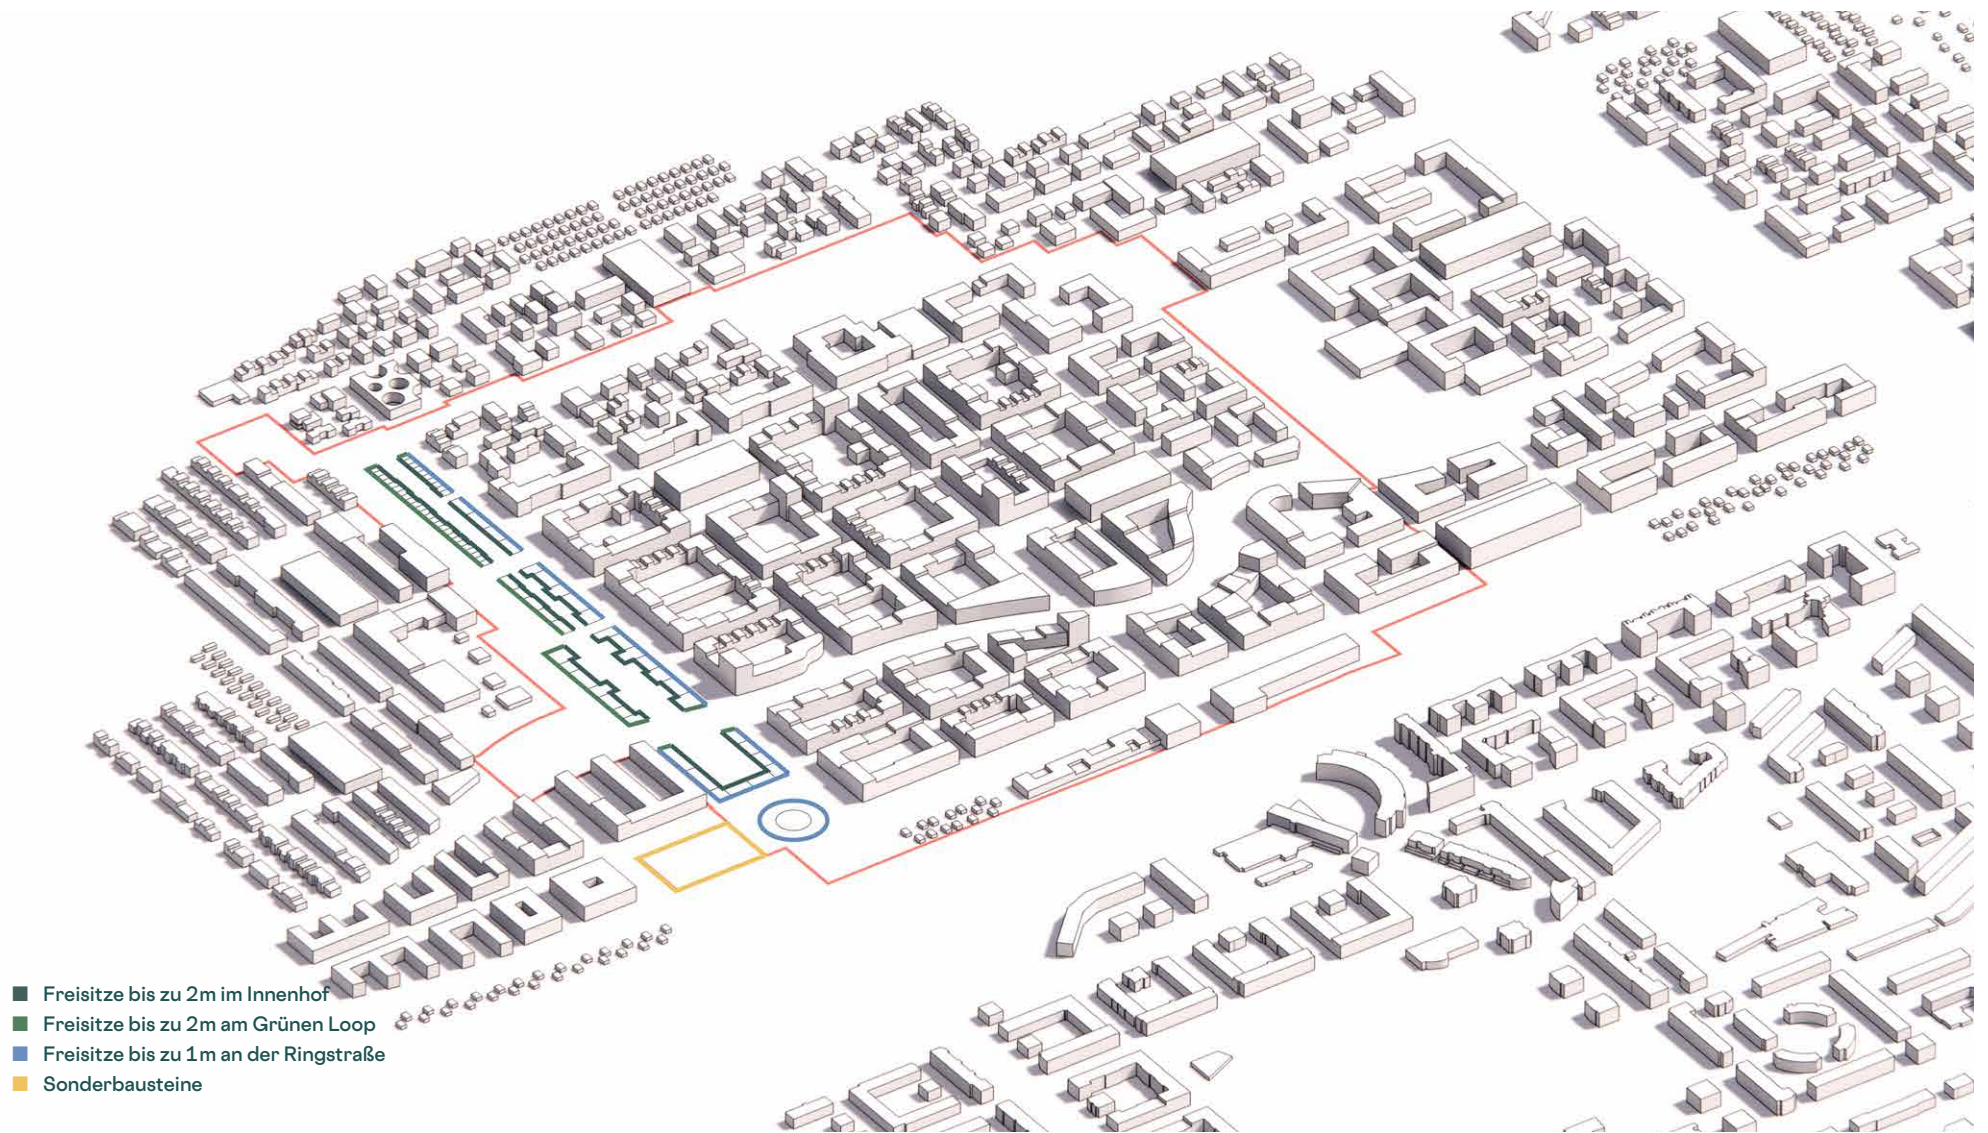 Freisitze bis zu 2m im Innenhof
Freisitze bis zu 2m am Grünen Loop
Freisitze bis zu 1m an der Ringstraße
Sonderbausteine